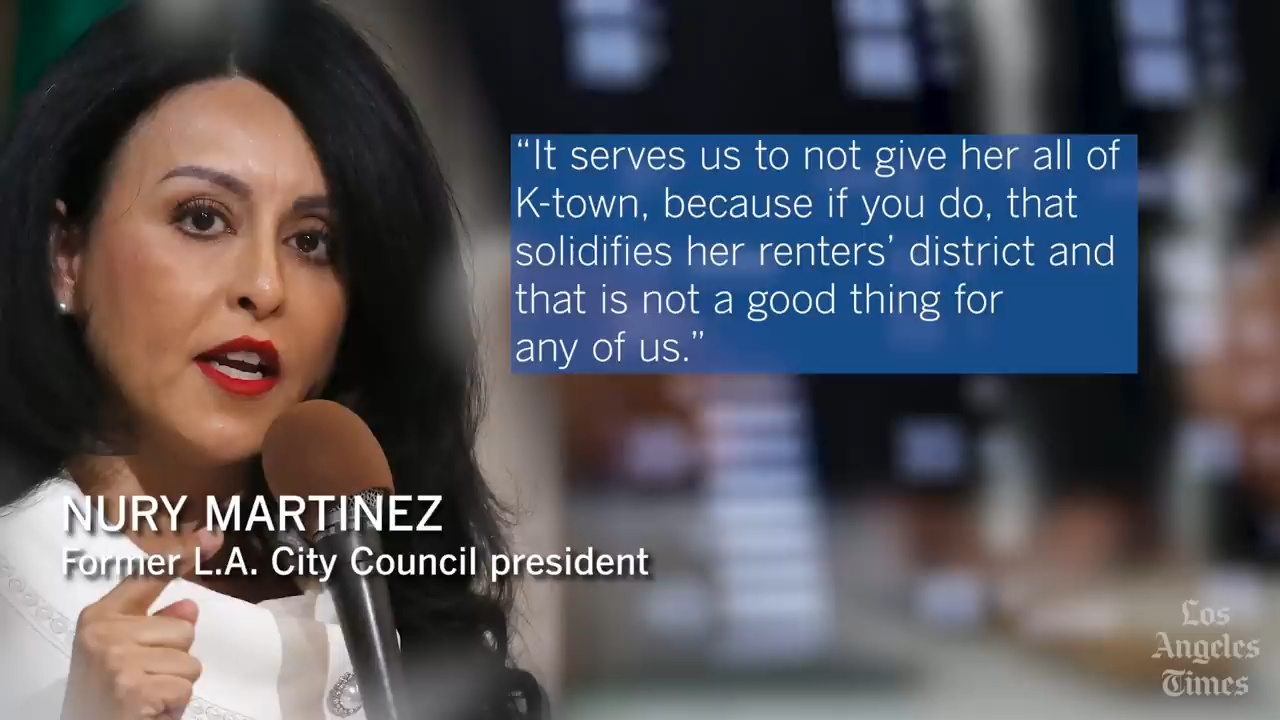 “It serves us to not give her all of
K-town, because if you do, that
solidifies her renters’ district and
that is not a good thing for
any of us.”
NURY MARTINEZ
Former L.A. City Council president
Los
Angeles
Times